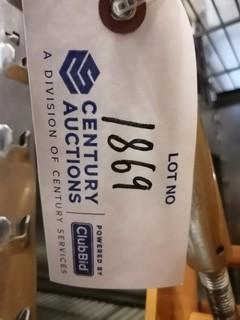 CENTURY
AUCTIONS
A DIVISION OF CENTURY SERVICES
POWERED BY
ClubBid
LOT NO
1869